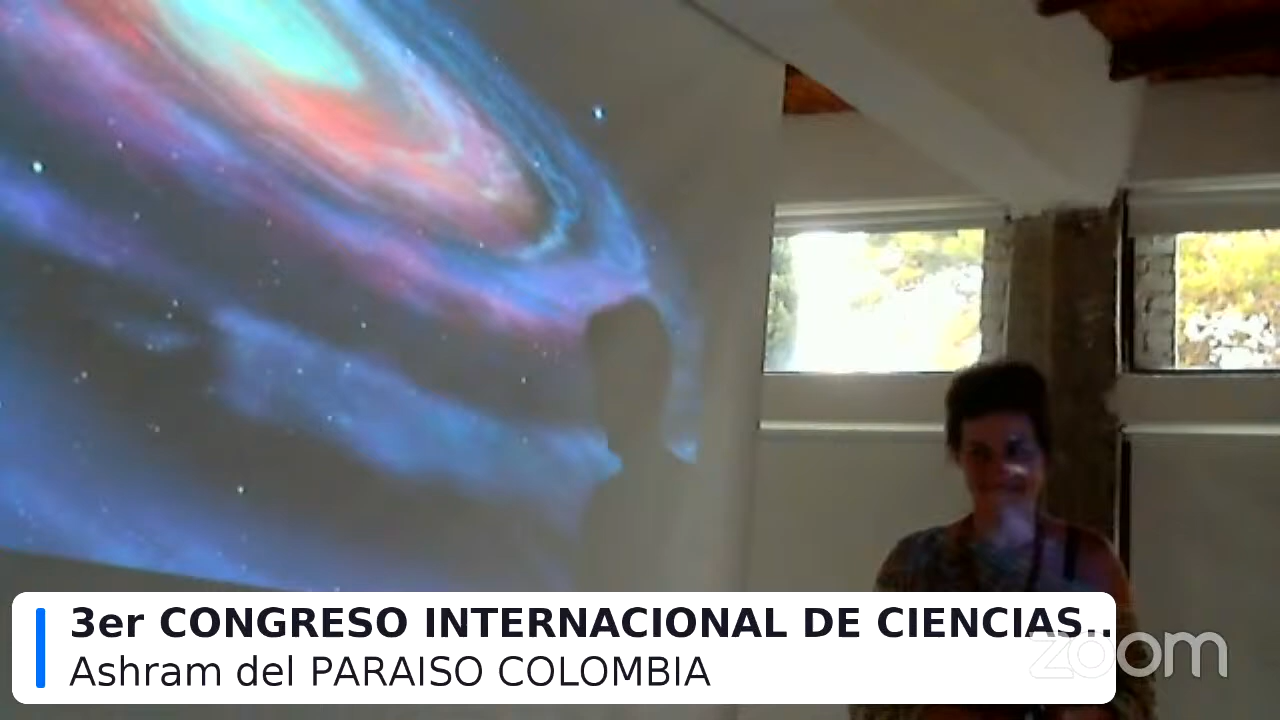 3er CONGRESO INTERNACIONAL DE CIENCIAS..
Ashram del PARAISO COLOMBIA
zoom